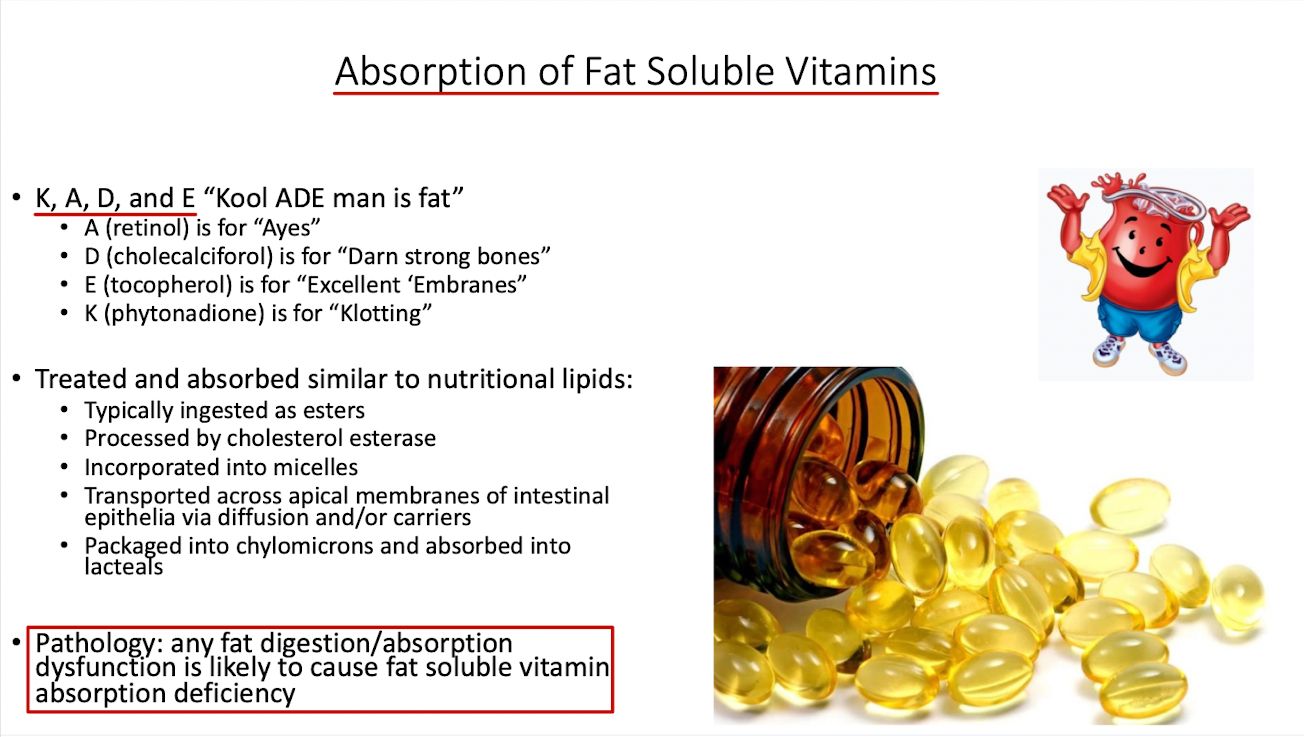 Absorption of Fat Soluble Vitamins
• K, A, D, and E “Kool ADE man is fat”
• A (retinol) is for “Ayes”
• D (cholecalciforol) is for “Darn strong bones”
• E (tocopherol) is for “Excellent ‘Embranes”
• K (phytonadione) is for “Klotting”
• Treated and absorbed similar to nutritional lipids:
• Typically ingested as esters
• Processed by cholesterol esterase
• Incorporated into micelles
• Transported across apical membranes of intestinal
epithelia via diffusion and/or carriers
• Packaged into chylomicrons and absorbed into
lacteals
• Pathology: any fat digestion/absorption
dysfunction is likely to cause fat soluble vitamin
absorption deficiency